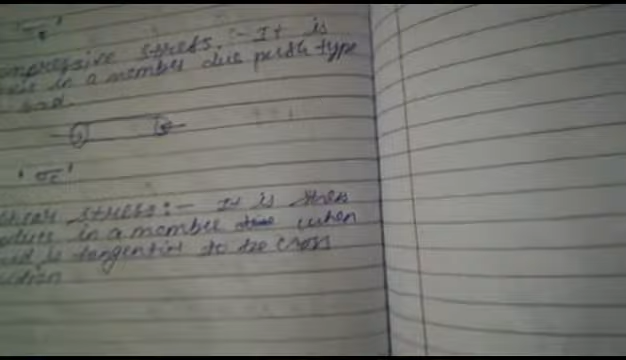 compressive stress :- It is
in a member due push type
load.
'σc'
shear stress :- It is stress
in a member when
load is tangential to the cross
section